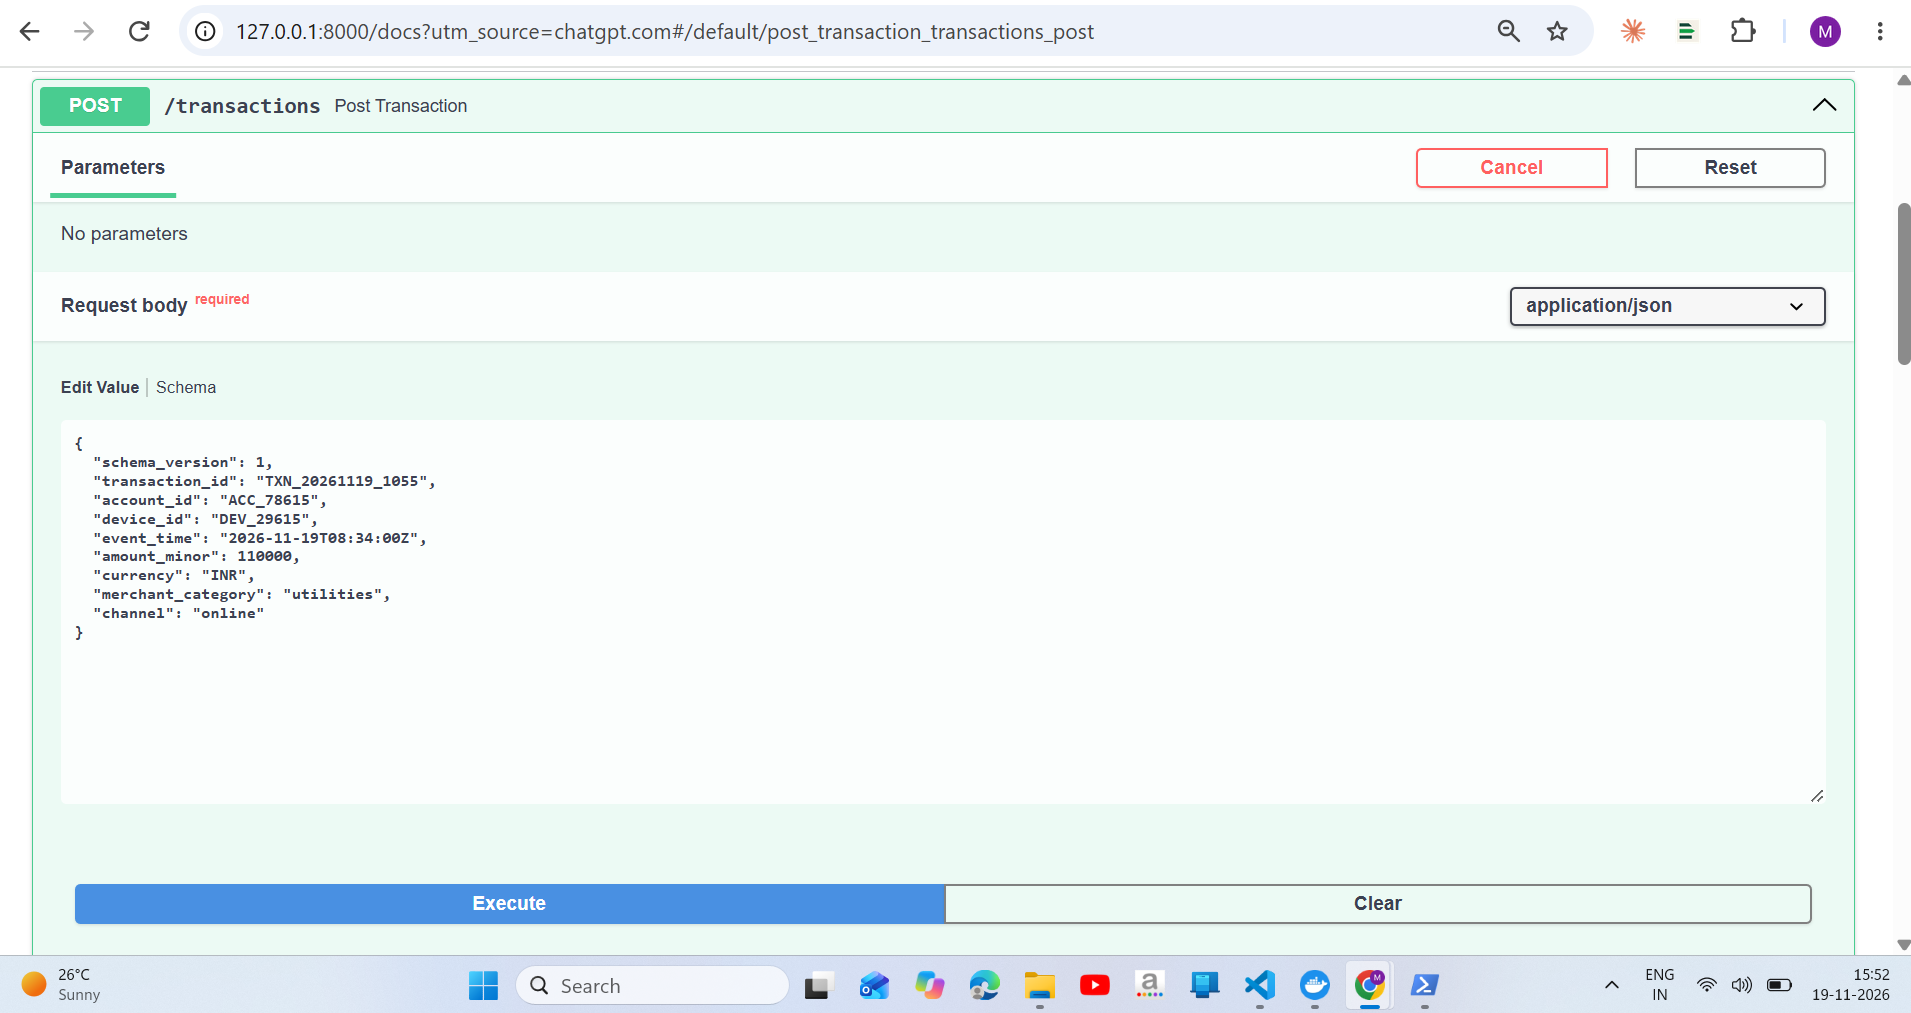 127.0.0.1:8000/docs?utm_source=chatgpt.com#/default/post_transaction_transactions_post
M
POST /transactions Post Transaction
Parameters
Cancel
Reset
No parameters
Request body required
application/json
Edit Value | Schema
{
  "schema_version": 1,
  "transaction_id": "TXN_20261119_1055",
  "account_id": "ACC_78615",
  "device_id": "DEV_29615",
  "event_time": "2026-11-19T08:34:00Z",
  "amount_minor": 110000,
  "currency": "INR",
  "merchant_category": "utilities",
  "channel": "online"
}
Execute
Clear
26°C
Sunny
Search
a
M
ENG
IN
15:52
19-11-2026